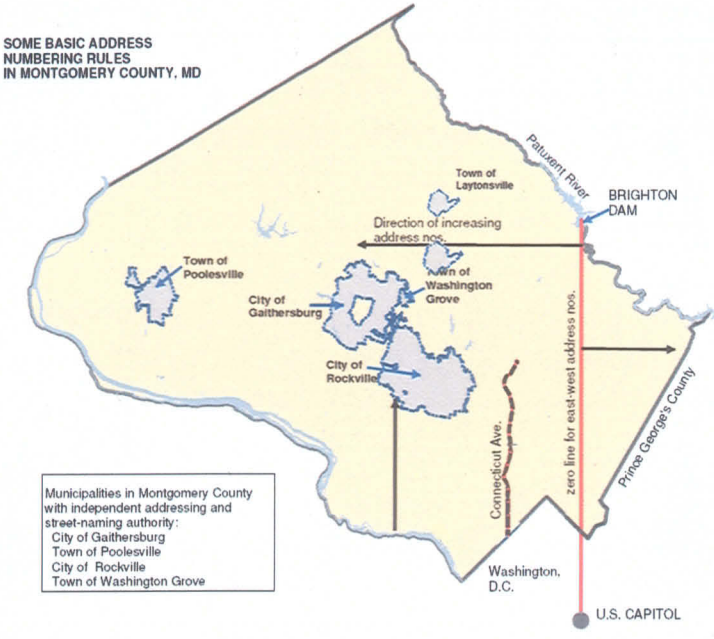 SOME BASIC ADDRESS
NUMBERING RULES
IN MONTGOMERY COUNTY, MD
Patuxent River
Town of
Laytonsville
BRIGHTON
DAM
Direction of increasing
address nos.
Town of
Poolesville
Town of
Washington
Grove
City of
Gaithersburg
City of
Rockville
zero line for east-west address nos.
Connecticut Ave.
Prince George's County
Municipalities in Montgomery County
with independent addressing and
street-naming authority:
City of Gaithersburg
Town of Poolesville
City of Rockville
Town of Washington Grove
Washington,
D.C.
U.S. CAPITOL